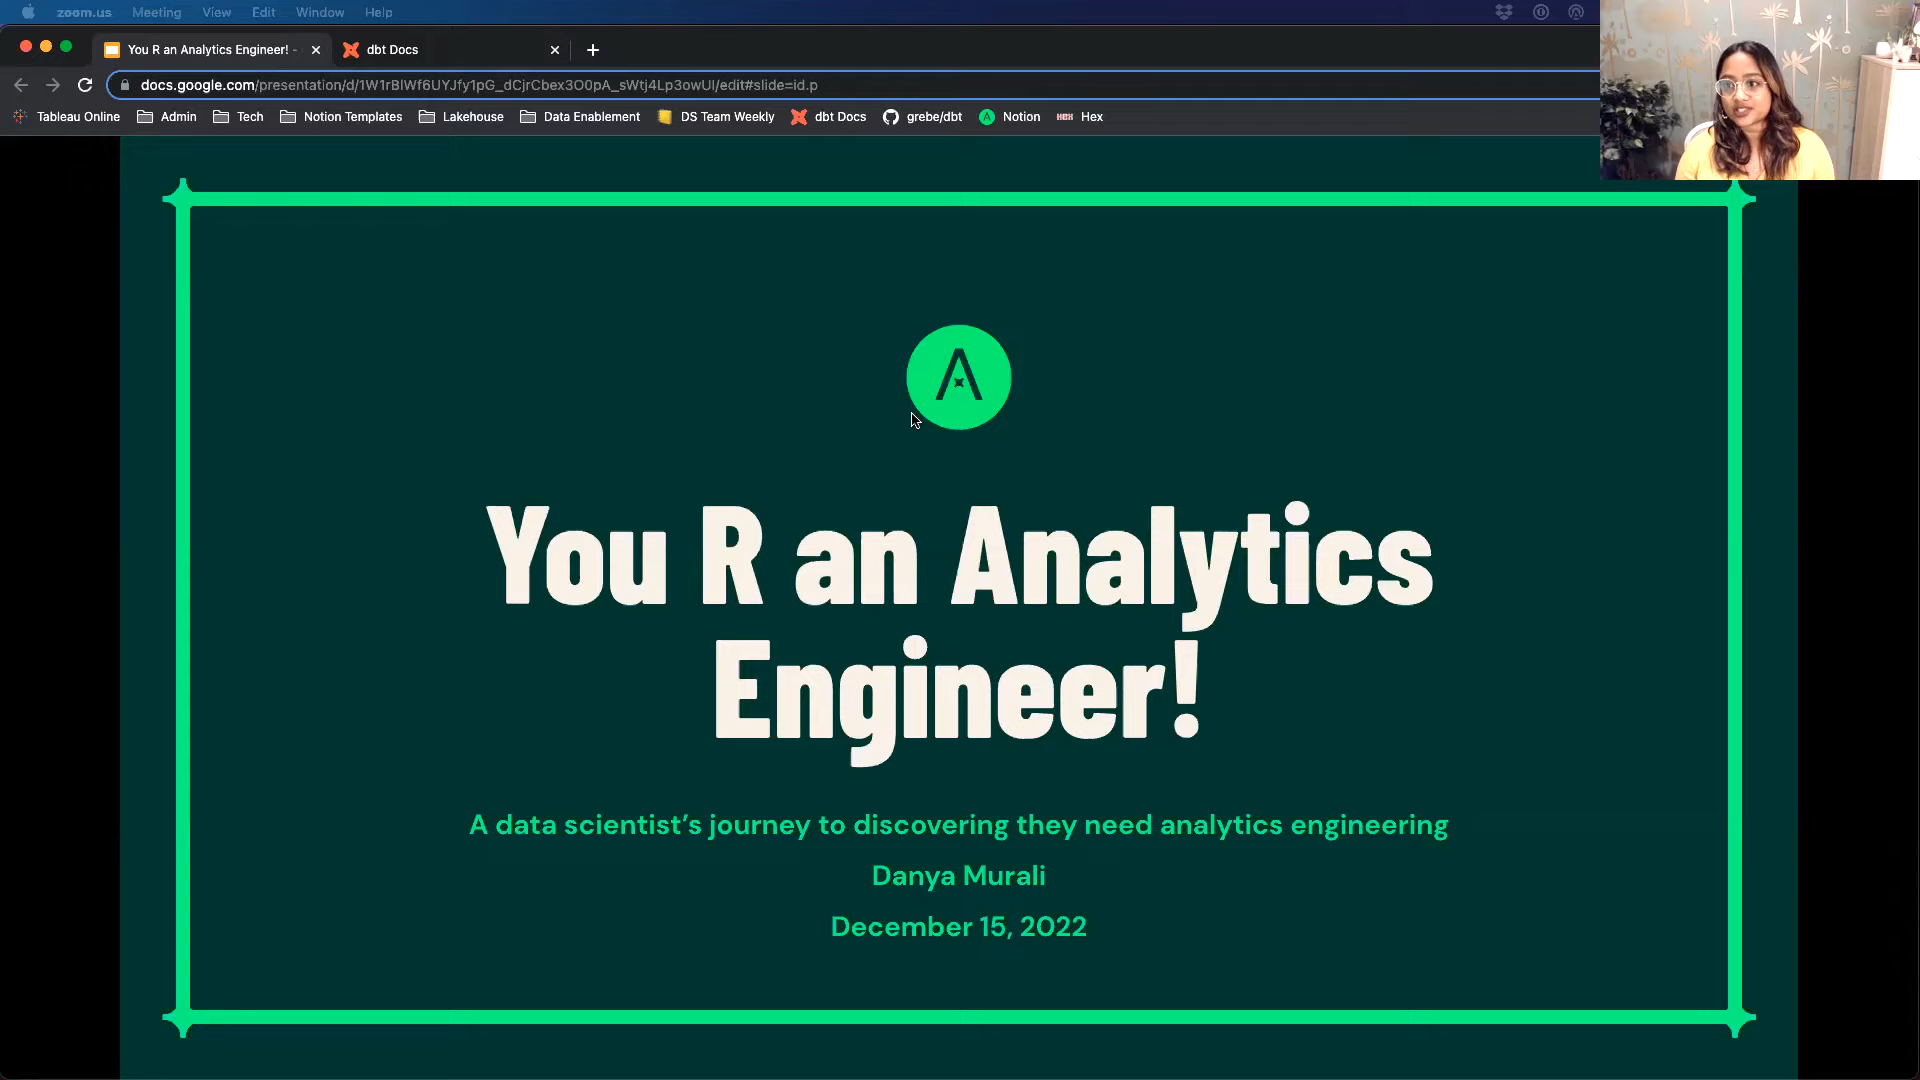 zoom.us Meeting View Edit Window Help
You R an Analytics Engineer! -
dbt Docs
docs.google.com/presentation/d/1W1rBlWf6UYJfy1pG_dCjrCbex3O0pA_sWtj4Lp3owUI/edit#slide=id.p
Tableau Online Admin Tech Notion Templates Lakehouse Data Enablement DS Team Weekly dbt Docs grebe/dbt Notion HEX Hex
You R an Analytics
Engineer!
A data scientist’s journey to discovering they need analytics engineering
Danya Murali
December 15, 2022